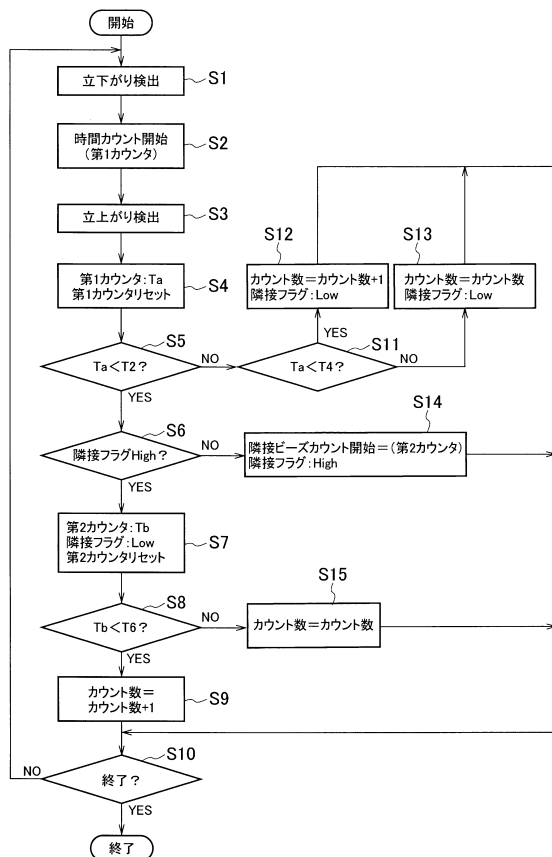 開始
立下がり検出
S1
時間カウント開始
(第1カウンタ)
S2
立上がり検出
S3
第1カウンタ:Ta
第1カウンタリセット
S4
Ta<T2?
S5
NO
YES
Ta<T4?
S11
YES
NO
カウント数=カウント数+1
隣接フラグ:Low
S12
カウント数=カウント数
隣接フラグ:Low
S13
隣接フラグHigh?
S6
NO
YES
隣接ビーズカウント開始=(第2カウンタ)
隣接フラグ:High
S14
第2カウンタ:Tb
隣接フラグ:Low
第2カウンタリセット
S7
Tb<T6?
S8
NO
YES
カウント数=カウント数
S15
カウント数=
カウント数+1
S9
終了?
S10
NO
YES
終了